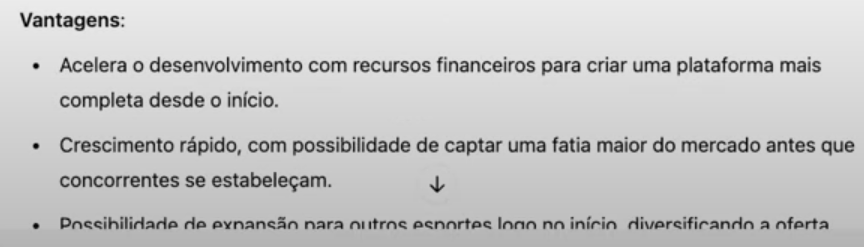 Vantagens:
• Acelera o desenvolvimento com recursos financeiros para criar uma plataforma mais
completa desde o início.
• Crescimento rápido, com possibilidade de captar uma fatia maior do mercado antes que
concorrentes se estabeleçam.
• Possibilidade de expansão para outros esportes logo no início, diversificando a oferta